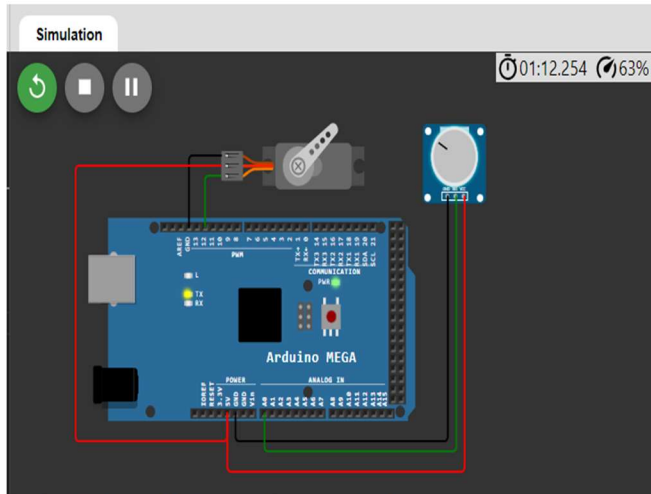 Simulation
01:12.254 63%
GND SIG VCC
AREF
GND
13
12
11
10
9
8
7
6
5
4
3
2
TX→1
RX←0
TX3 14
RX3 15
TX2 16
RX2 17
TX1 18
RX1 19
SDA 20
SCL 21
PWM
COMMUNICATION
L
PWR
TX
RX
Arduino MEGA
POWER
ANALOG IN
IOREF
RESET
3.3V
5V
GND
GND
VIN
A0
A1
A2
A3
A4
A5
A6
A7
A8
A9
A10
A11
A12
A13
A14
A15